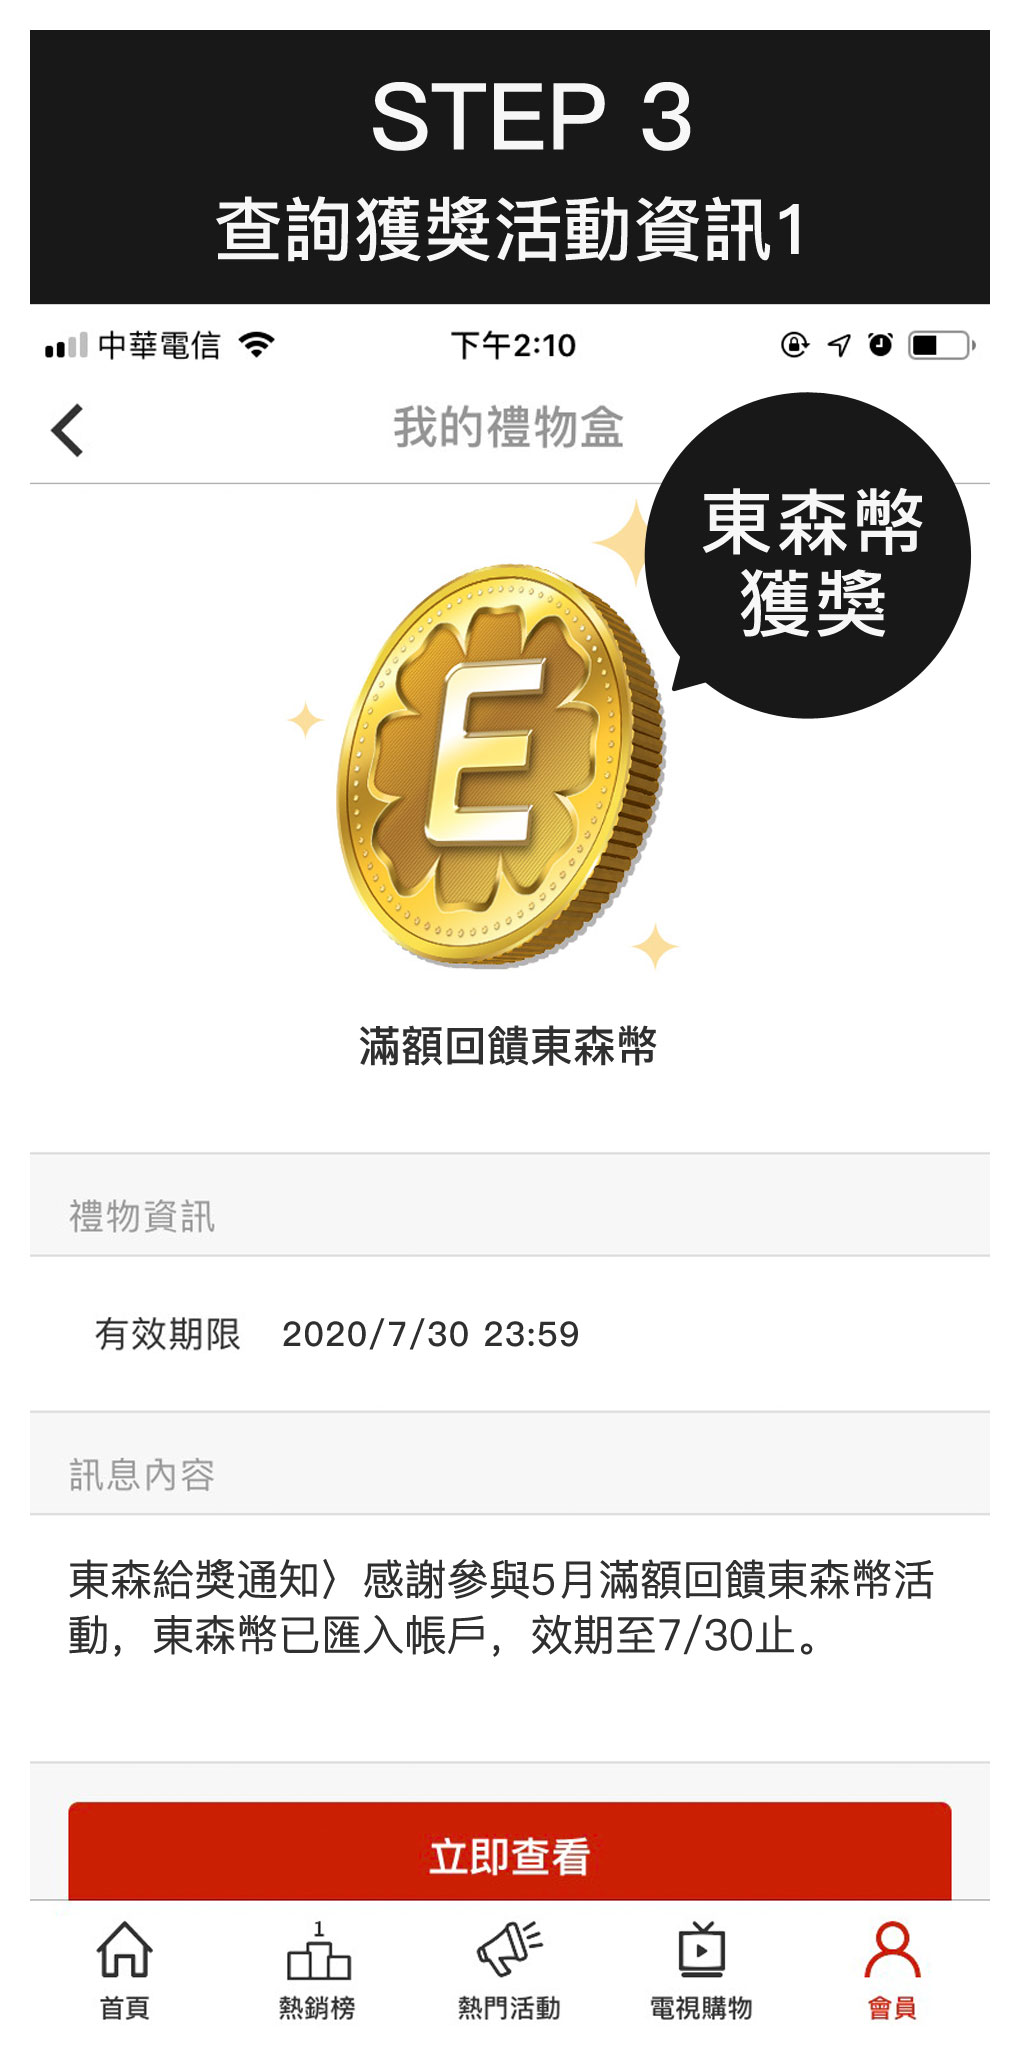 STEP 3
查詢獲獎活動資訊1
中華電信
下午2:10
我的禮物盒
東森幣
獲獎
E
滿額回饋東森幣
禮物資訊
有效期限 2020/7/30 23:59
訊息內容
東森給獎通知〉感謝參與5月滿額回饋東森幣活
動，東森幣已匯入帳戶，效期至7/30止。
立即查看
1
首頁 熱銷榜 熱門活動 電視購物 會員